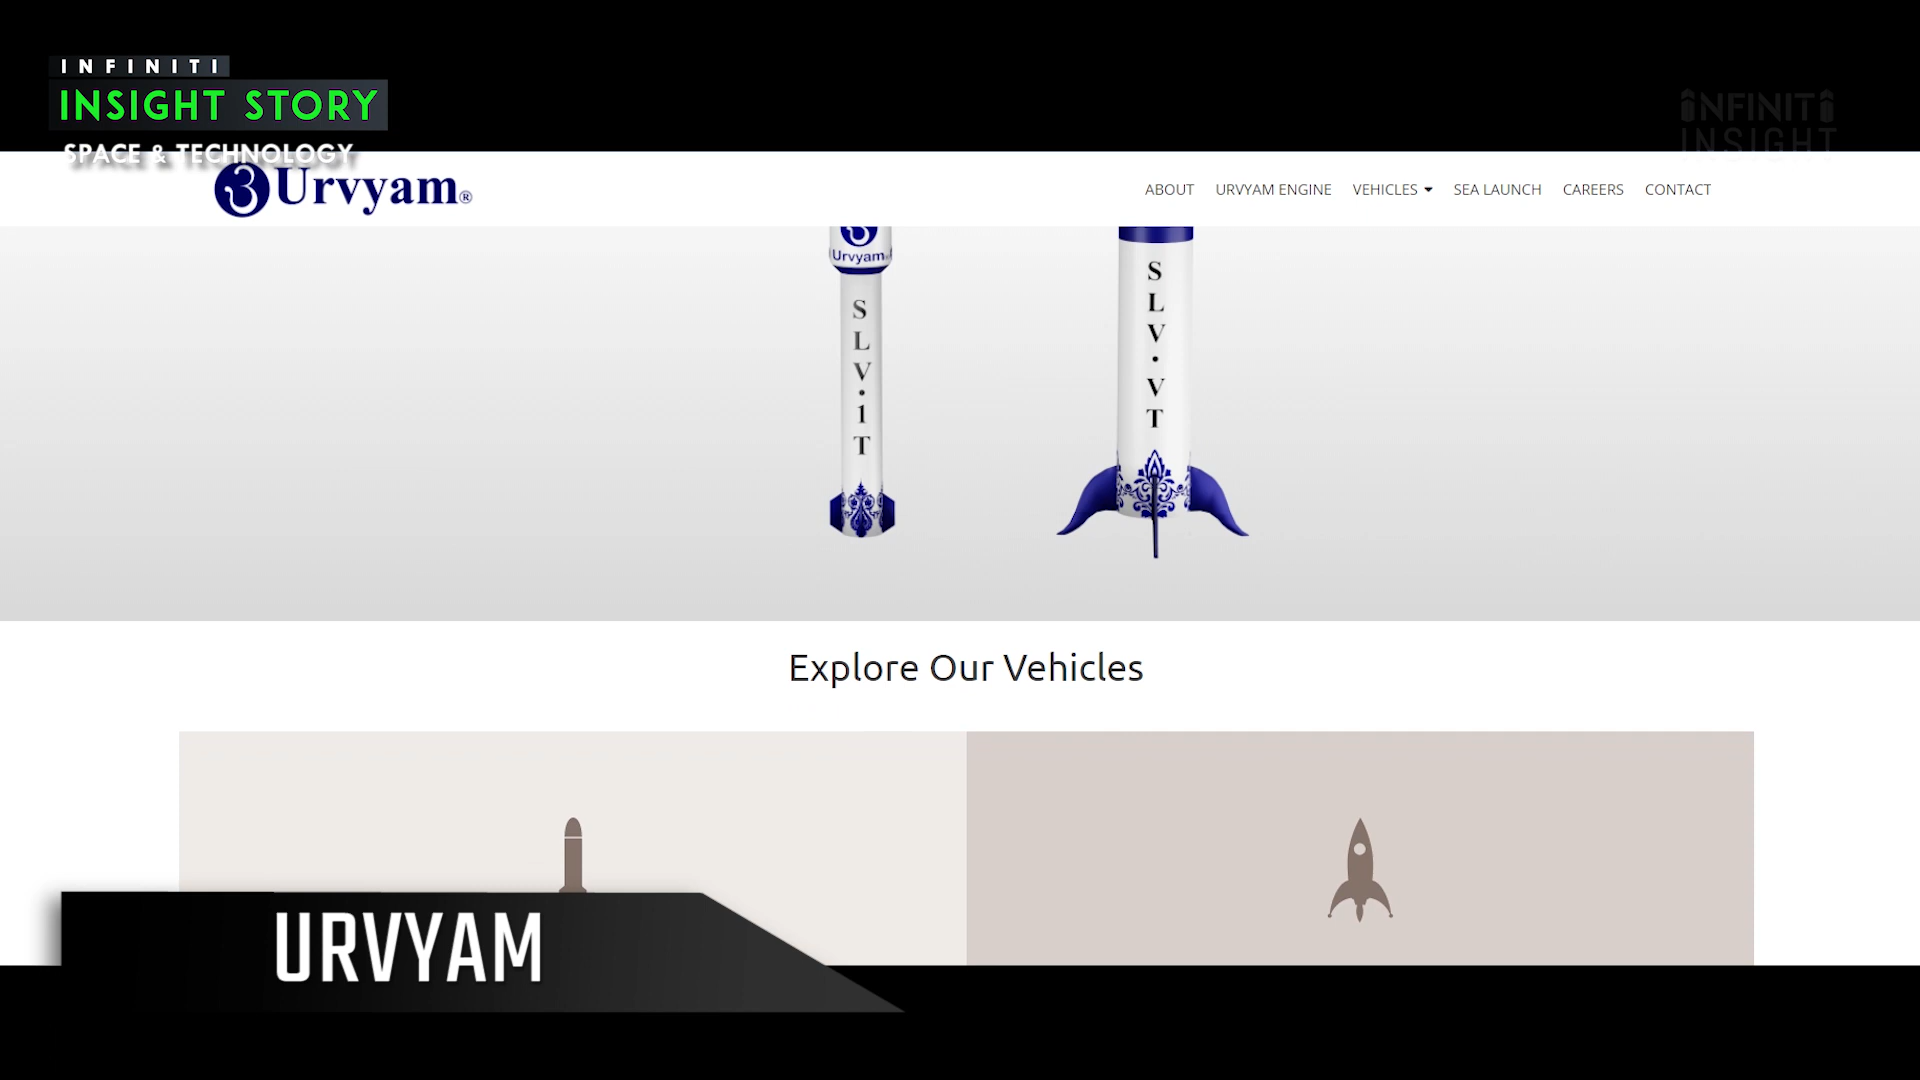 INFINITI
INSIGHT STORY
SPACE & TECHNOLOGY
INFINITI
INSIGHT
Urvyam®
ABOUT URVYAM ENGINE VEHICLES SEA LAUNCH CAREERS CONTACT
Urvyam
SLV·1T
SLV·VT
Explore Our Vehicles
URVYAM